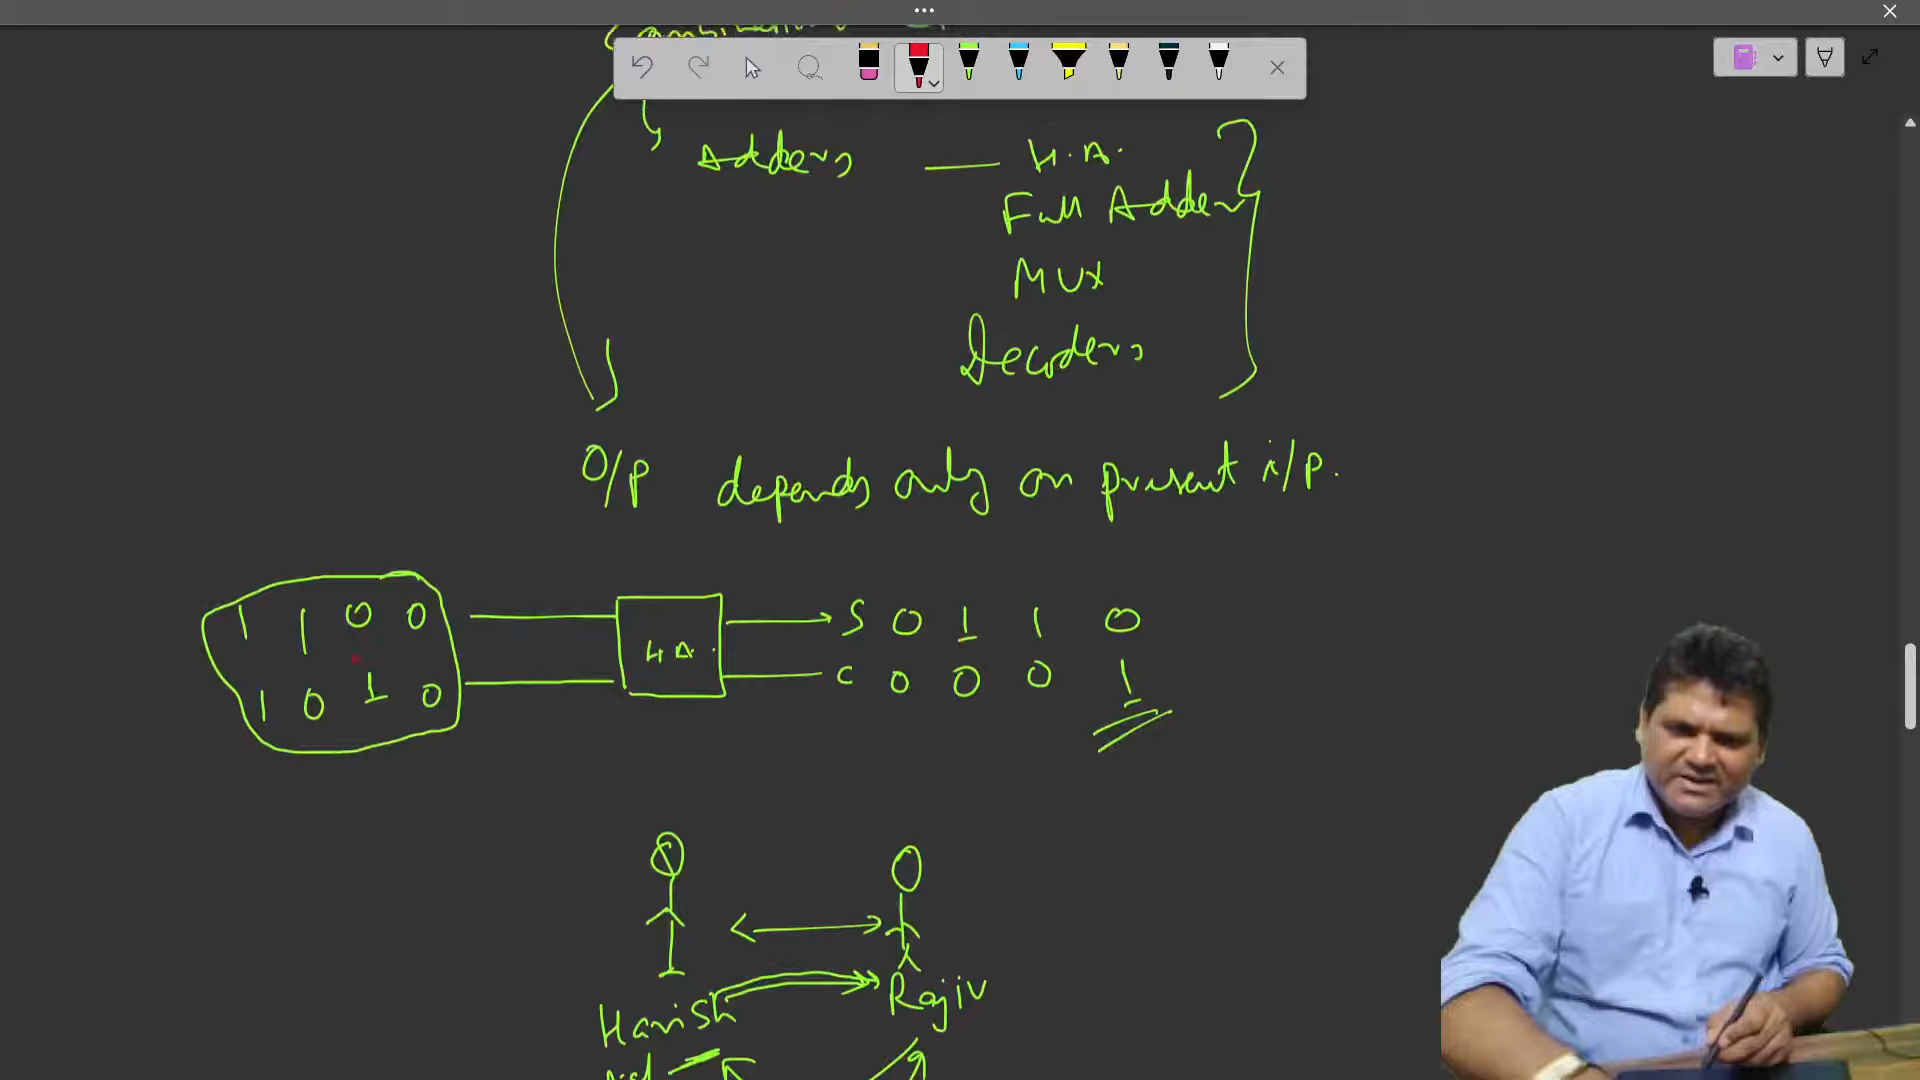 Adders — H.A.
Full Adder
MUX
Decoders
O/P depends only on present i/p.
1 1 0 0
1 0 1 0
H A.
S 0 1 1 0
C 0 0 0 1
Harish
Rajiv